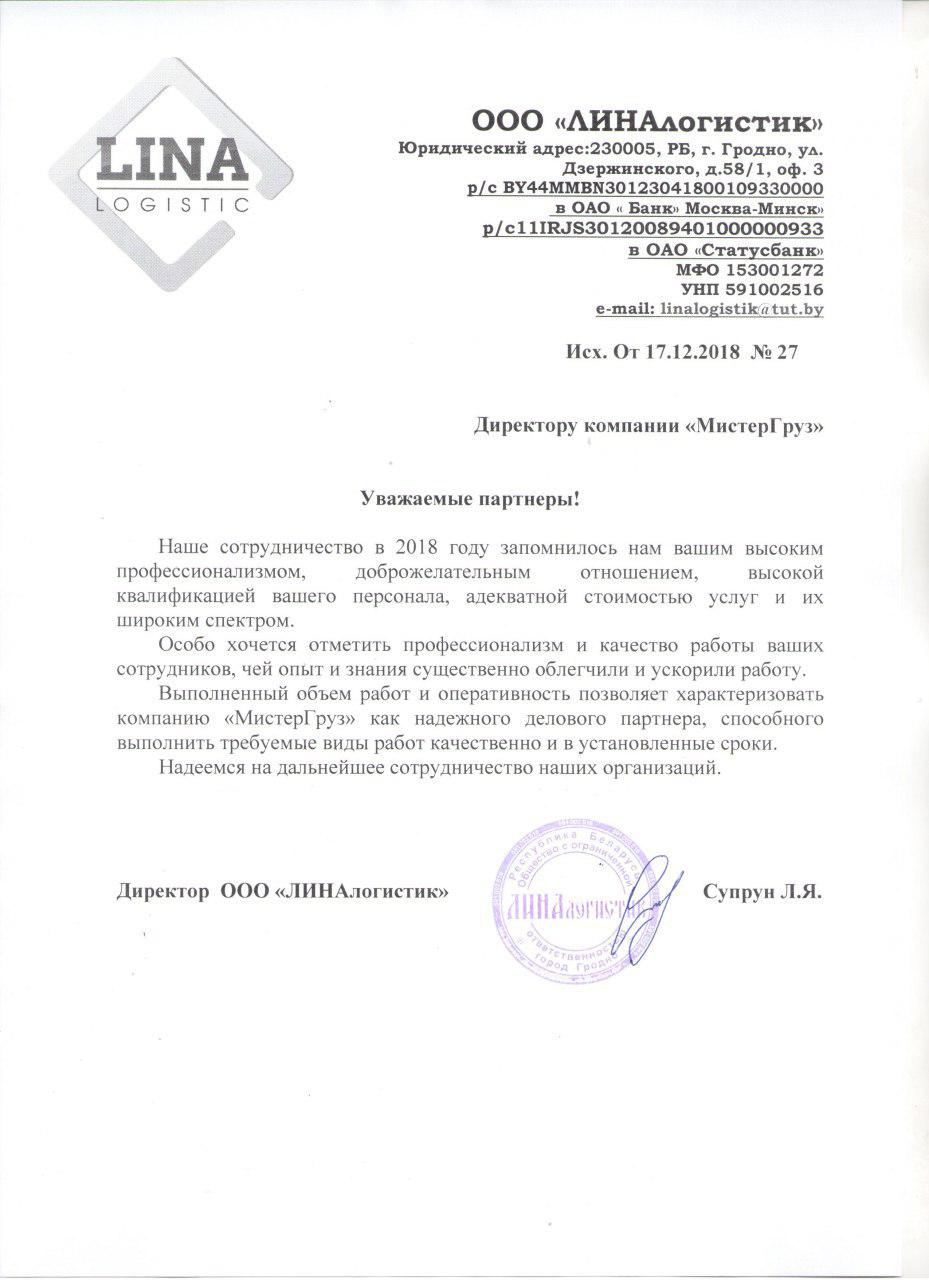 LINA
LOGISTIC
ООО «ЛИНАлогистик»
Юридический адрес:230005, РБ, г. Гродно, ул.
Дзержинского, д.58/1, оф. 3
р/с BY44MMBN30123041800109330000
в ОАО « Банк» Москва-Минск»
р/с11IRJS30120089401000000933
в ОАО «Статусбанк»
МФО 153001272
УНП 591002516
e-mail: linalogistik@tut.by
Исх. От 17.12.2018 № 27
Директору компании «МистерГруз»
Уважаемые партнеры!
Наше сотрудничество в 2018 году запомнилось нам вашим высоким
профессионализмом, доброжелательным отношением, высокой
квалификацией вашего персонала, адекватной стоимостью услуг и их
широким спектром.
Особо хочется отметить профессионализм и качество работы ваших
сотрудников, чей опыт и знания существенно облегчили и ускорили работу.
Выполненный объем работ и оперативность позволяет характеризовать
компанию «МистерГруз» как надежного делового партнера, способного
выполнить требуемые виды работ качественно и в установленные сроки.
Надеемся на дальнейшее сотрудничество наших организаций.
Директор ООО «ЛИНАлогистик»
Республика Беларусь
Общество с ограниченной
ЛИНАлогистик
ответственностью
город Гродно
Супрун Л.Я.